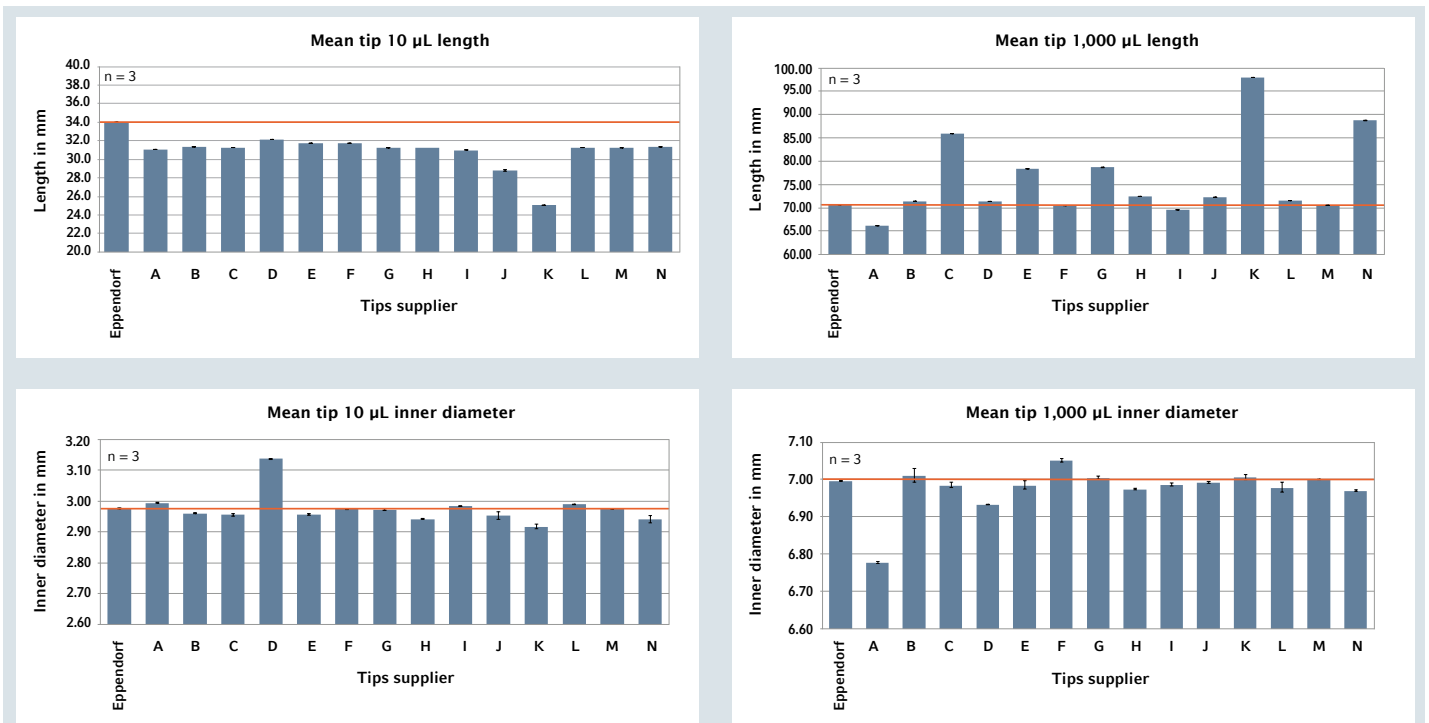 Mean tip 10 µL length
Length in mm
40.0
38.0
36.0
34.0
32.0
30.0
28.0
26.0
24.0
22.0
20.0
n = 3
Eppendorf A B C D E F G H I J K L M N
Tips supplier
Mean tip 1,000 µL length
Length in mm
100.00
95.00
90.00
85.00
80.00
75.00
70.00
65.00
60.00
n = 3
Eppendorf A B C D E F G H I J K L M N
Tips supplier
Mean tip 10 µL inner diameter
Inner diameter in mm
3.20
3.10
3.00
2.90
2.80
2.70
2.60
n = 3
Eppendorf A B C D E F G H I J K L M N
Tips supplier
Mean tip 1,000 µL inner diameter
Inner diameter in mm
7.10
7.00
6.90
6.80
6.70
6.60
n = 3
Eppendorf A B C D E F G H I J K L M N
Tips supplier